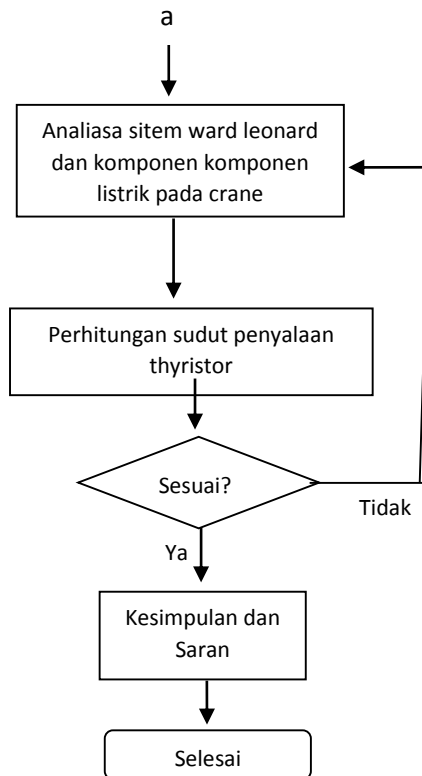 a
Analiasa sitem ward leonard
dan komponen komponen
listrik pada crane
Perhitungan sudut penyalaan
thyristor
Sesuai?
Tidak
Ya
Kesimpulan dan
Saran
Selesai